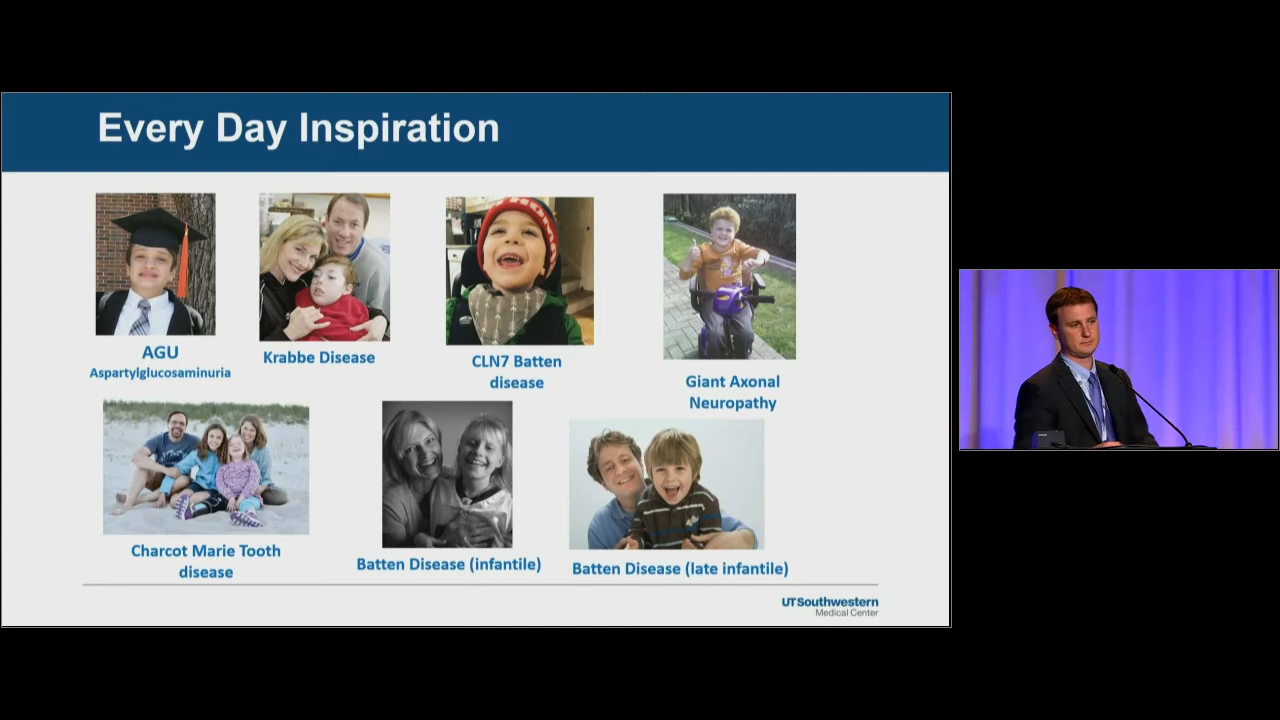 Every Day Inspiration
AGU
Aspartylglucosaminuria
Krabbe Disease
CLN7 Batten
disease
Giant Axonal
Neuropathy
Charcot Marie Tooth
disease
Batten Disease (infantile)
Batten Disease (late infantile)
UTSouthwestern
Medical Center